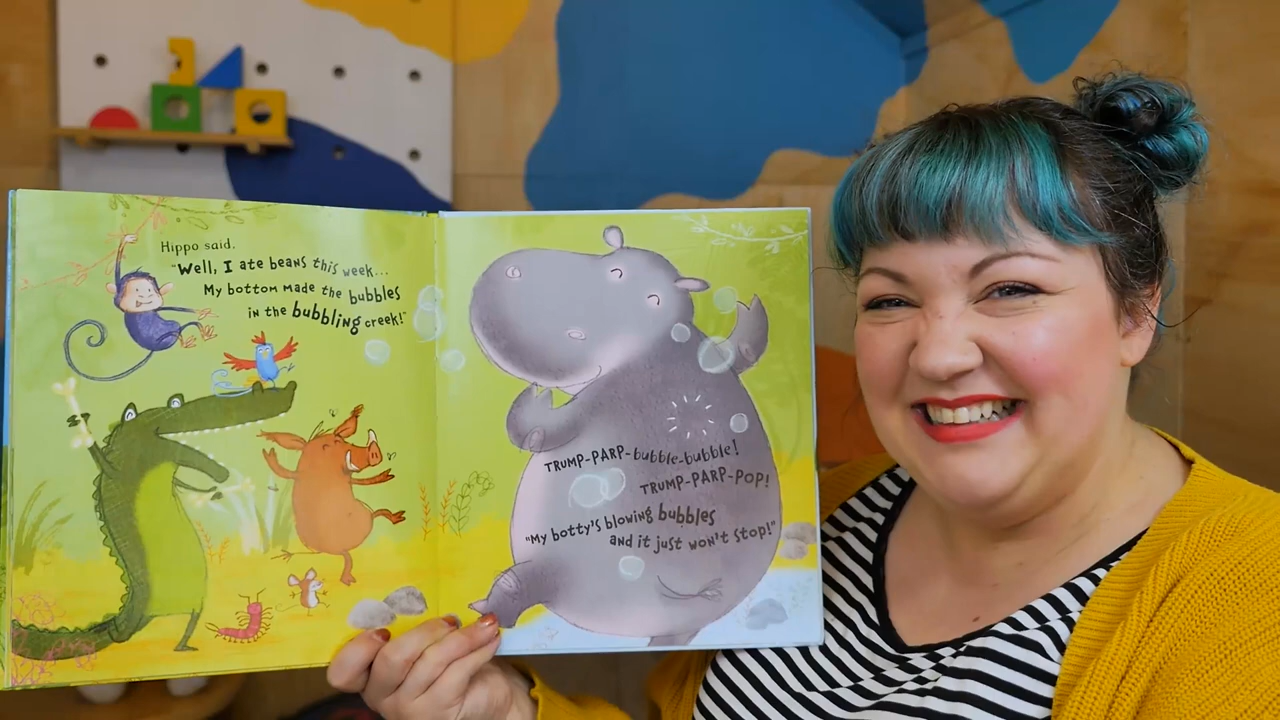 Hippo said,
"Well, I ate beans this week...
My bottom made the bubbles
in the bubbling creek!"
TRUMP-PARP-bubble-bubble!
TRUMP-PARP-POP!
"My botty's blowing bubbles
and it just won't stop!"